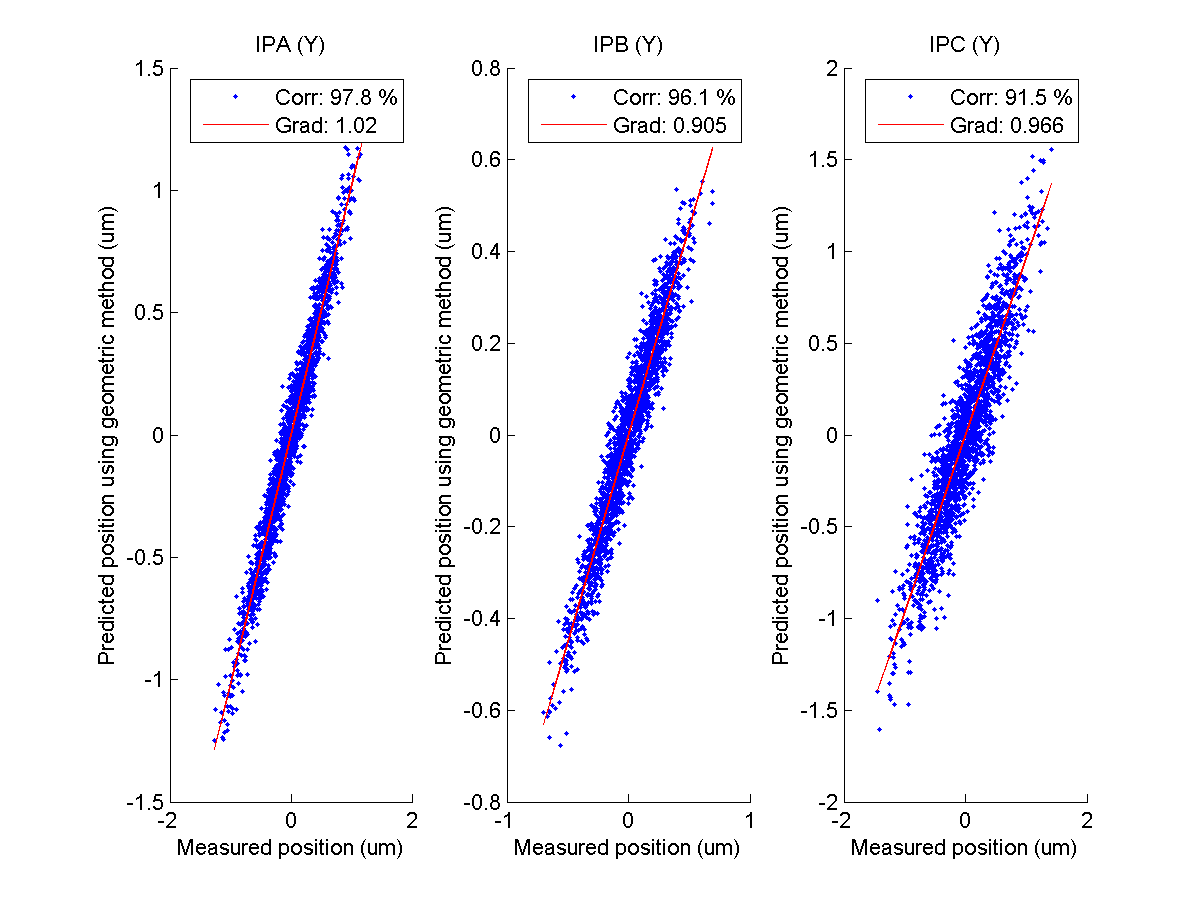 IPA (Y)
Corr: 97.8 %
Grad: 1.02
1.5
1
0.5
0
-0.5
-1
-1.5
-2
0
2
Predicted position using geometric method (um)
Measured position (um)
IPB (Y)
Corr: 96.1 %
Grad: 0.905
0.8
0.6
0.4
0.2
0
-0.2
-0.4
-0.6
-0.8
-1
0
1
Predicted position using geometric method (um)
Measured position (um)
IPC (Y)
Corr: 91.5 %
Grad: 0.966
2
1.5
1
0.5
0
-0.5
-1
-1.5
-2
-2
0
2
Predicted position using geometric method (um)
Measured position (um)